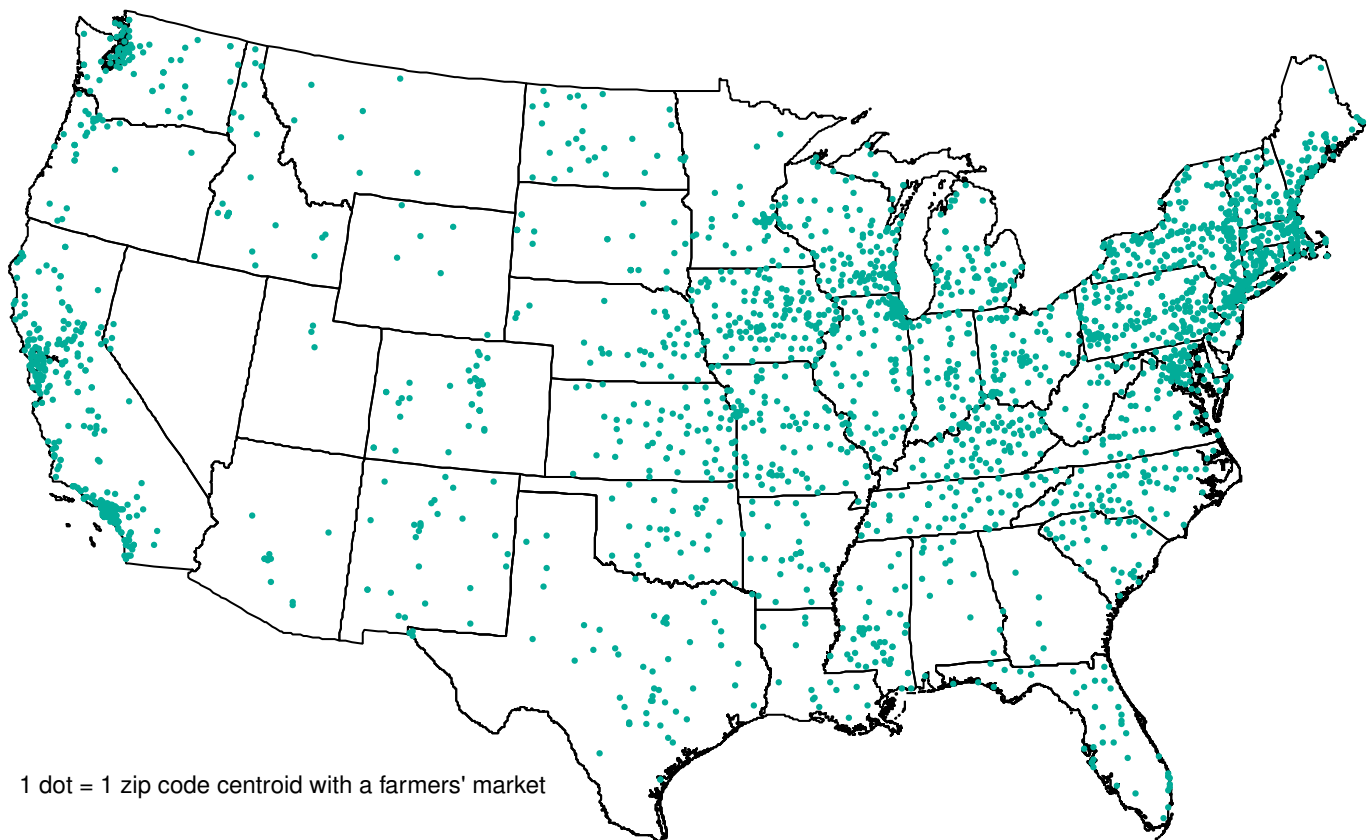 1 dot = 1 zip code centroid with a farmers' market